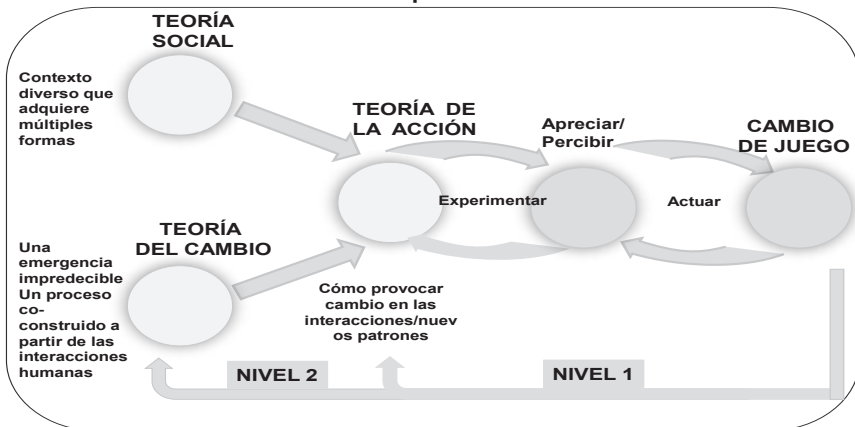 TEORÍA
SOCIAL
Contexto
diverso que
adquiere
múltiples
formas
TEORÍA DE
LA ACCIÓN
Apreciar/
Percibir
CAMBIO
DE JUEGO
Experimentar
Actuar
TEORÍA
DEL CAMBIO
Una
emergencia
impredecible
Un proceso
co-
construido a
partir de las
interacciones
humanas
Cómo provocar
cambio en las
interacciones/nuev
os patrones
NIVEL 2
NIVEL 1